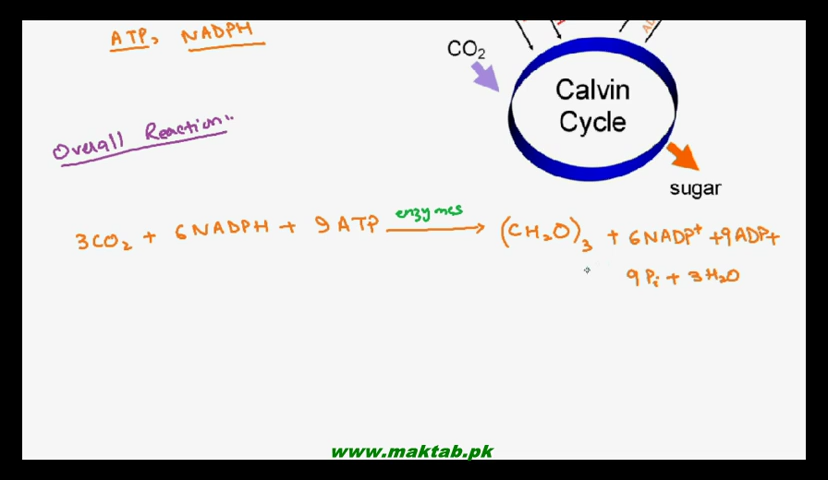 ATP, NADPH
CO₂
Calvin
Cycle
sugar
Overall Reaction:
3CO₂ + 6NADPH + 9ATP enzymes → (CH₂O)₃ + 6NADP⁺ + 9ADP +
9Pᵢ + 3H₂O
www.maktab.pk